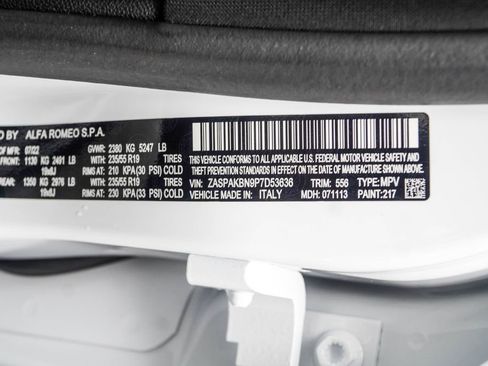 D BY ALFA ROMEO S.P.A.
OF MFR: 07/22 GVWR: 2380 KG 5247 LB
FRONT: 1130 KG 2491 LB WITH 235/55 R19 TIRES
19x8J RIMS AT: 210 KPA(30 PSI) COLD
REAR: 1350 KG 2976 LB WITH 235/55 R19 TIRES
19x8J RIMS AT: 230 KPA(33 PSI) COLD
THIS VEHICLE CONFORMS TO ALL APPLICABLE U.S. FEDERAL MOTOR VEHICLE SAFETY
AND THEFT PREVENTION STANDARDS IN EFFECT ON THE DATE OF MANUFACTURE SHOWN ABOVE.
VIN: ZASPAKBN9P7D53636 TRIM: 556 TYPE: MPV
VEHICLE MADE IN: ITALY MDH: 071113 PAINT: 217